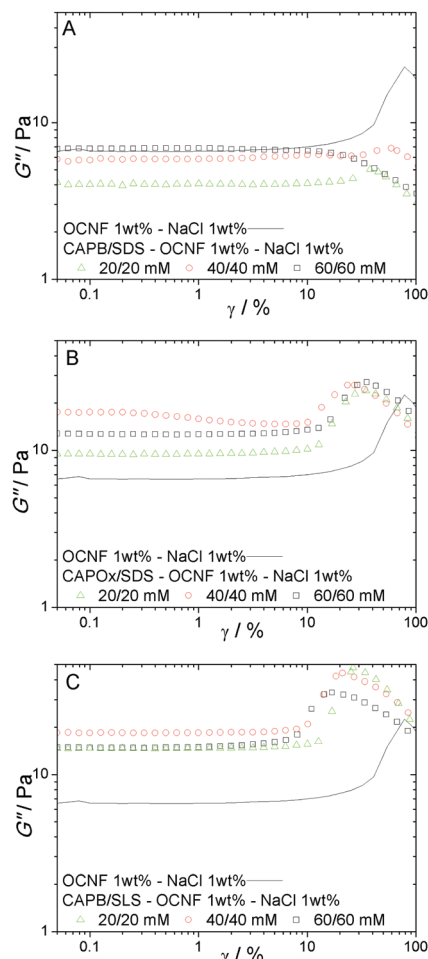 A
10
1
G″/ Pa
OCNF 1wt% - NaCl 1wt%
CAPB/SDS - OCNF 1wt% - NaCl 1wt%
20/20 mM 40/40 mM 60/60 mM
0.1 1 10 100
γ / %
B
10
1
G″/ Pa
OCNF 1wt% - NaCl 1wt%
CAPOx/SDS - OCNF 1wt% - NaCl 1wt%
20/20 mM 40/40 mM 60/60 mM
0.1 1 10 100
γ / %
C
10
1
G″/ Pa
OCNF 1wt% - NaCl 1wt%
CAPB/SLS - OCNF 1wt% - NaCl 1wt%
20/20 mM 40/40 mM 60/60 mM
0.1 1 10 100
γ / %